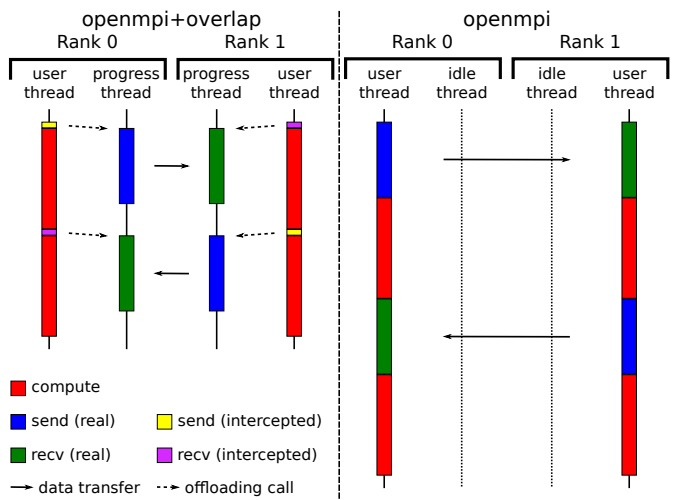 openmpi+overlap
openmpi
Rank 0
Rank 1
Rank 0
Rank 1
user thread
progress thread
progress thread
user thread
user thread
idle thread
idle thread
user thread
compute
send (real)
send (intercepted)
recv (real)
recv (intercepted)
data transfer
offloading call